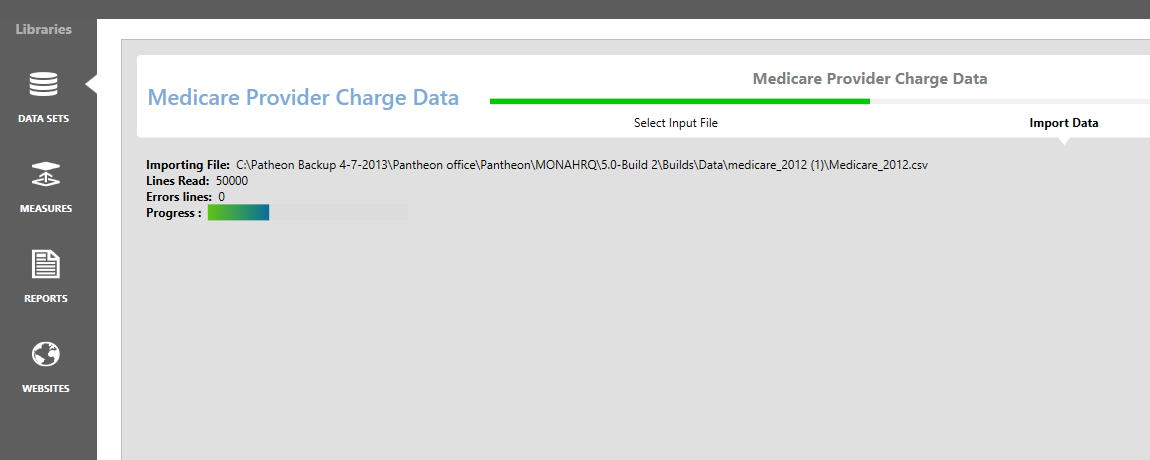 Libraries
DATA SETS
MEASURES
REPORTS
WEBSITES
Medicare Provider Charge Data
Medicare Provider Charge Data
Select Input File
Import Data
Importing File: C:\Patheon Backup 4-7-2013\Pantheon office\Pantheon\MONAHRQ\5.0-Build 2\Builds\Data\medicare_2012 (1)\Medicare_2012.csv
Lines Read: 50000
Errors lines: 0
Progress :